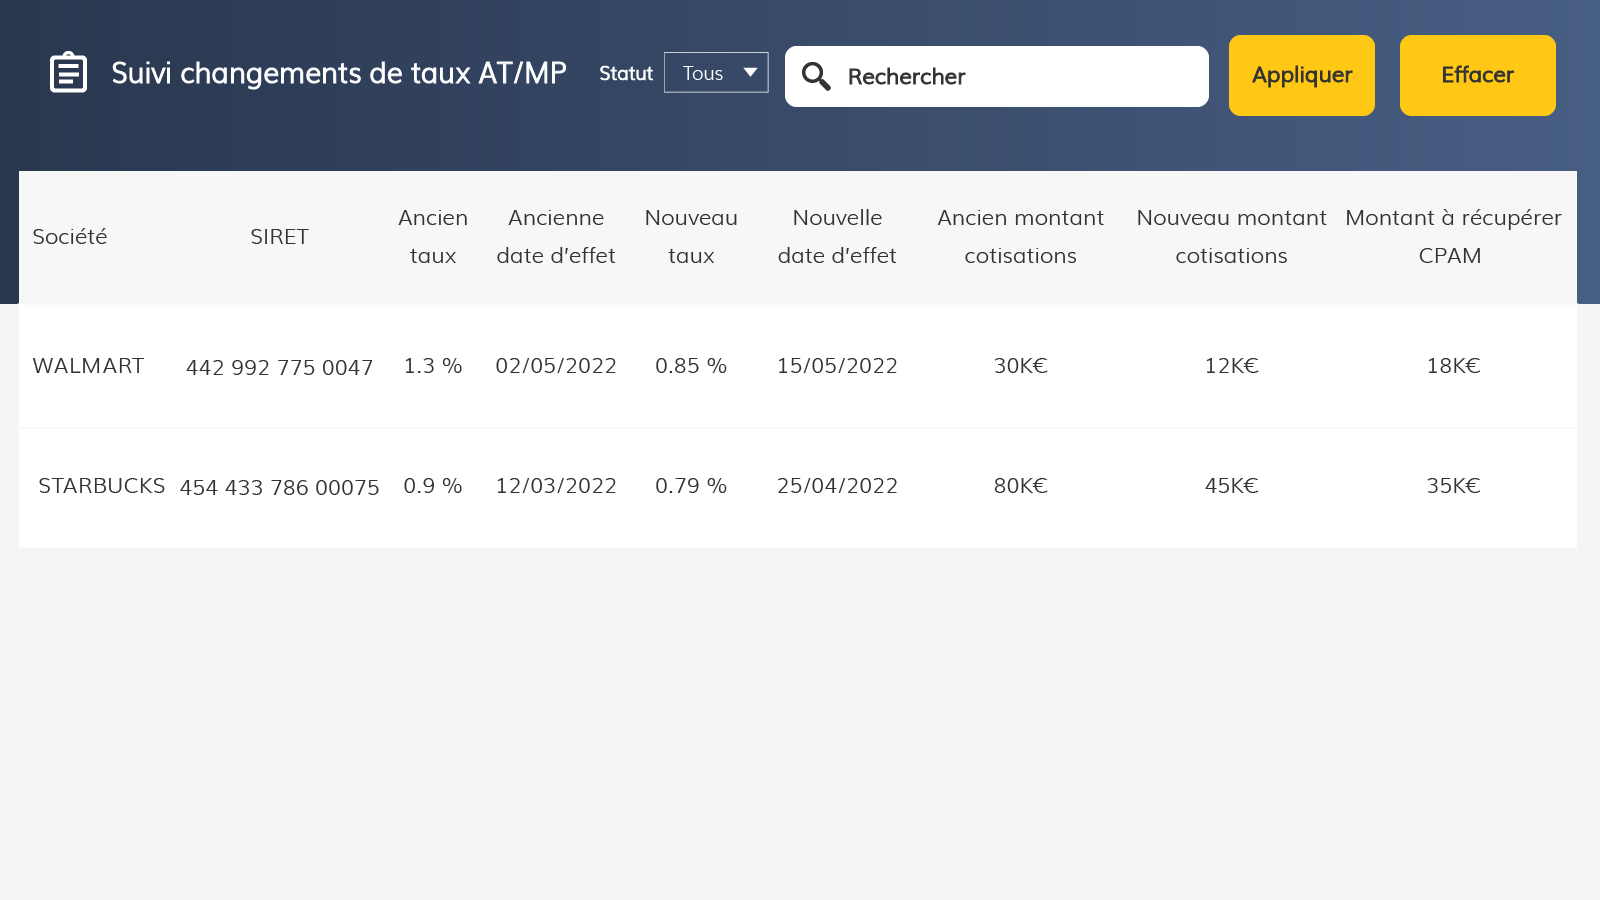 Suivi changements de taux AT/MP Statut Tous Rechercher Appliquer Effacer
Société SIRET Ancien taux Ancienne date d'effet Nouveau taux Nouvelle date d'effet Ancien montant cotisations Nouveau montant cotisations Montant à récupérer CPAM
WALMART 442 992 775 0047 1.3 % 02/05/2022 0.85 % 15/05/2022 30K€ 12K€ 18K€
STARBUCKS 454 433 786 00075 0.9 % 12/03/2022 0.79 % 25/04/2022 80K€ 45K€ 35K€